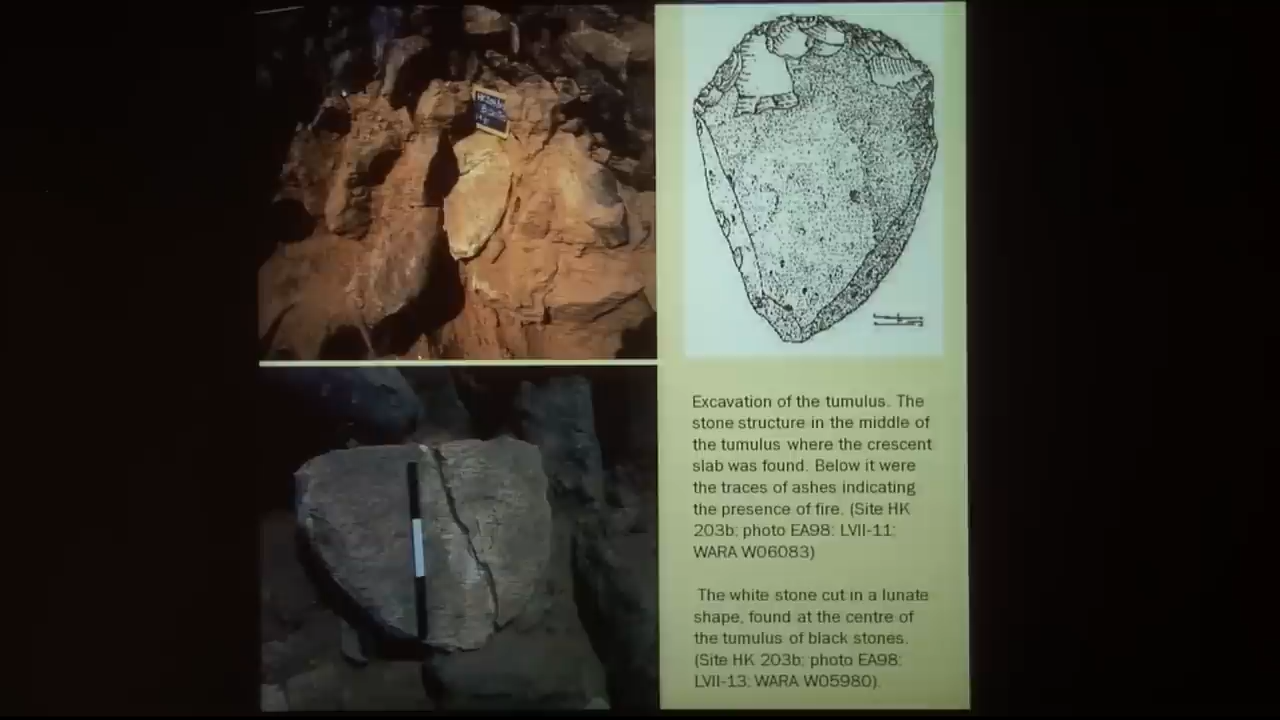 Excavation of the tumulus. The
stone structure in the middle of
the tumulus where the crescent
slab was found. Below it were
the traces of ashes indicating
the presence of fire. (Site HK
203b; photo EA98: LVII-11;
WARA W06083)
The white stone cut in a lunate
shape, found at the centre of
the tumulus of black stones.
(Site HK 203b; photo EA98:
LVII-13; WARA W05980).